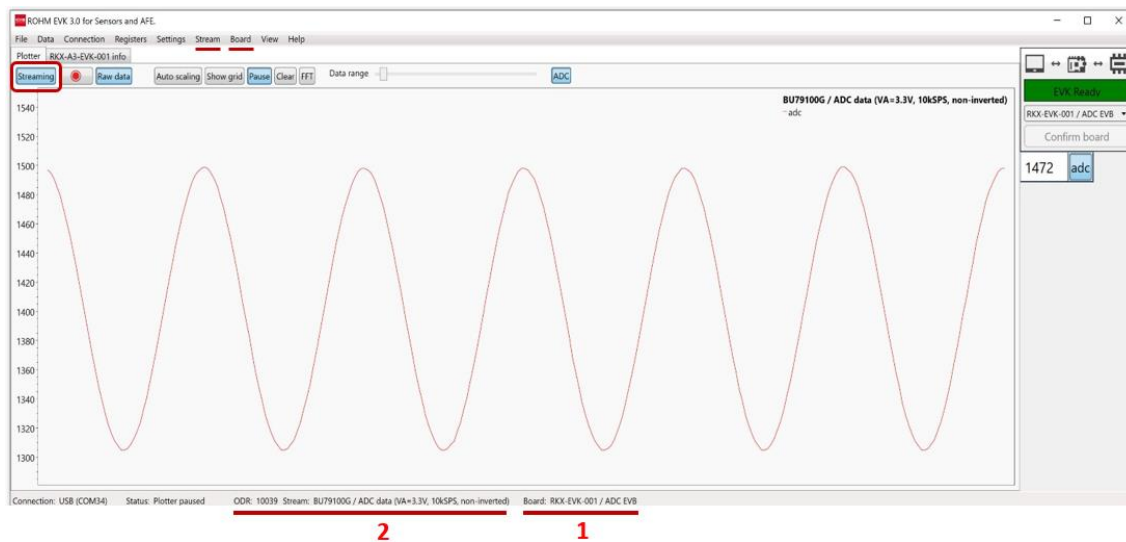 ROHM EVK 3.0 for Sensors and AFE.
File Data Connection Registers Settings Stream Board View Help
Plotter RKX-A3-EVK-001 info
Streaming Raw data Auto scaling Show grid Pause Clear FFT Data range ADC
EVK Ready
RKX-EVK-001 / ADC EVB
Confirm board
1472 adc
BU79100G / ADC data (VA=3.3V, 10kSPS, non-inverted)
adc
1540
1520
1500
1480
1460
1440
1420
1400
1380
1360
1340
1320
1300
Connection: USB (COM34) Status: Plotter paused ODR: 10039 Stream: BU79100G / ADC data (VA=3.3V, 10kSPS, non-inverted) Board: RKX-EVK-001 / ADC EVB
2 1